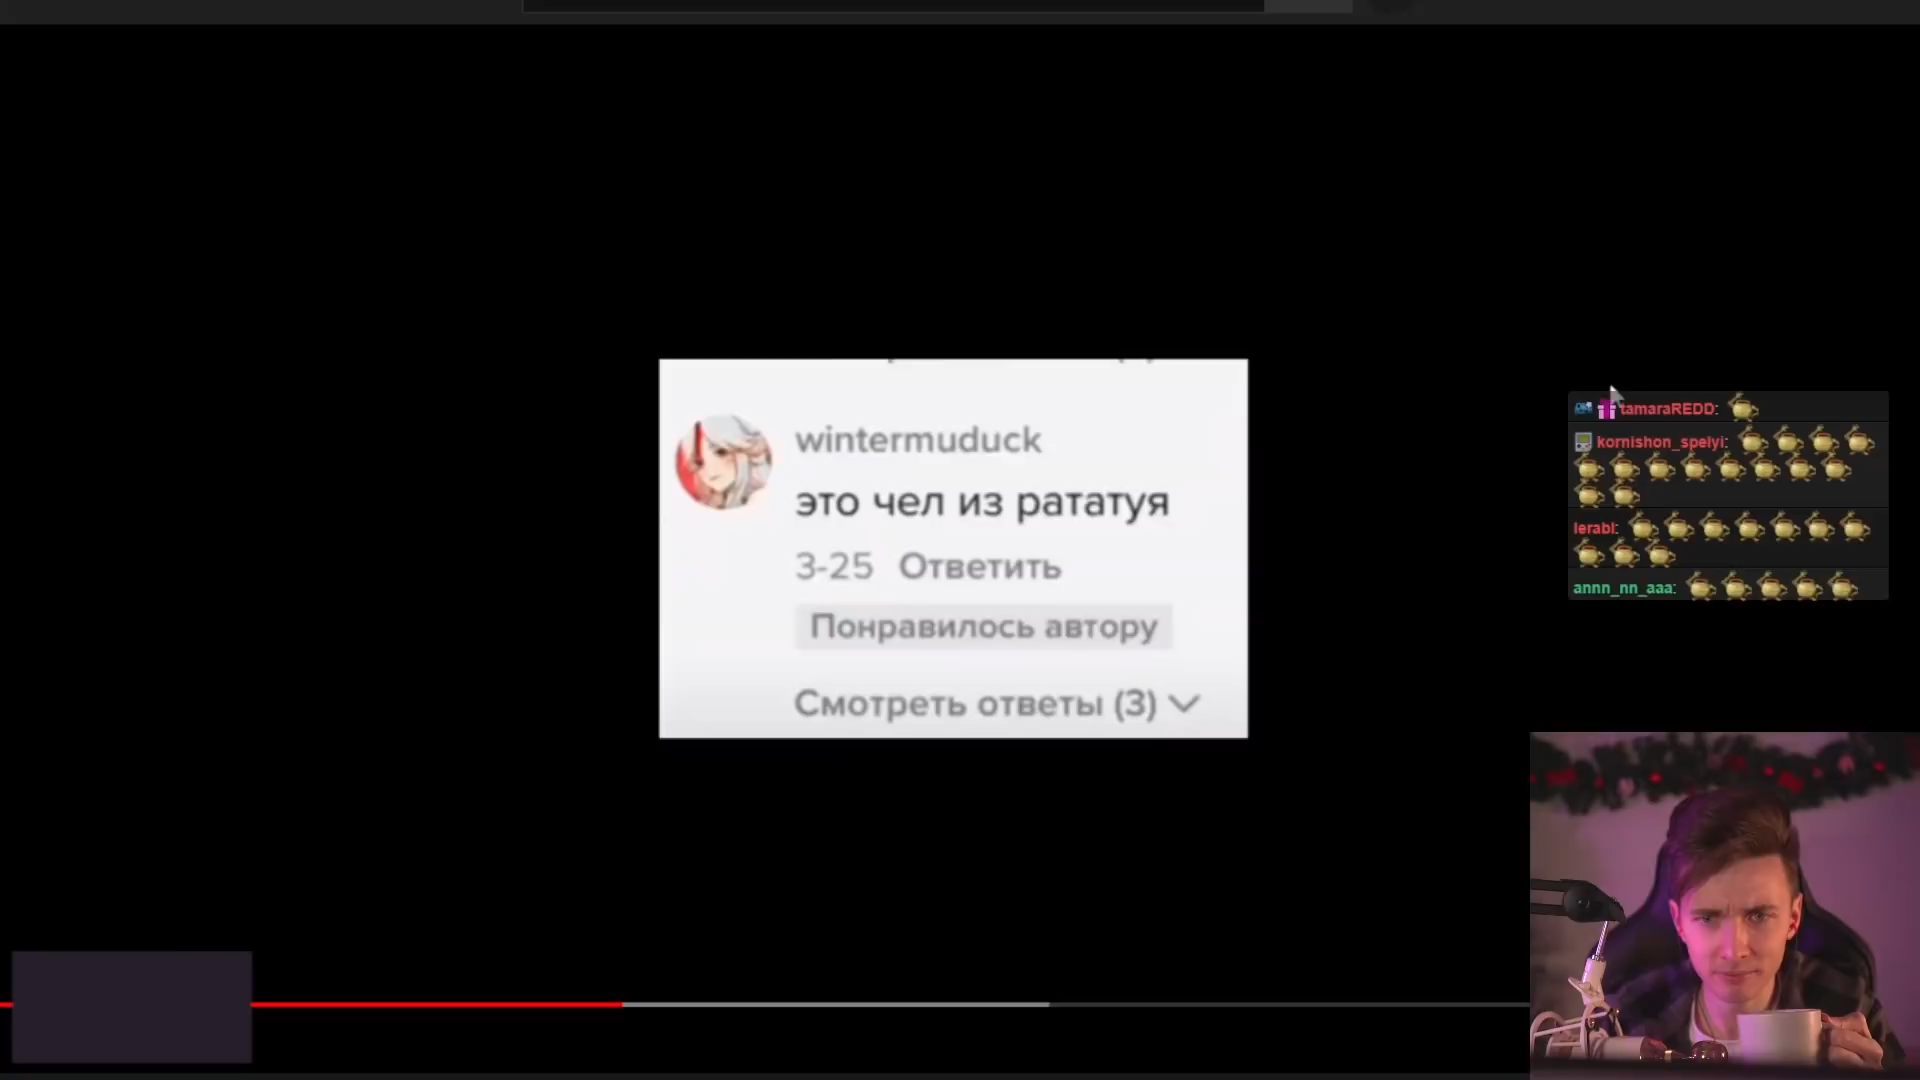 wintermuduck
это чел из рататуя
3-25 Ответить
Понравилось автору
Смотреть ответы (3)
tamaraREDD:
kornishon_spelyi:
lerabl:
annn_nn_aaa: